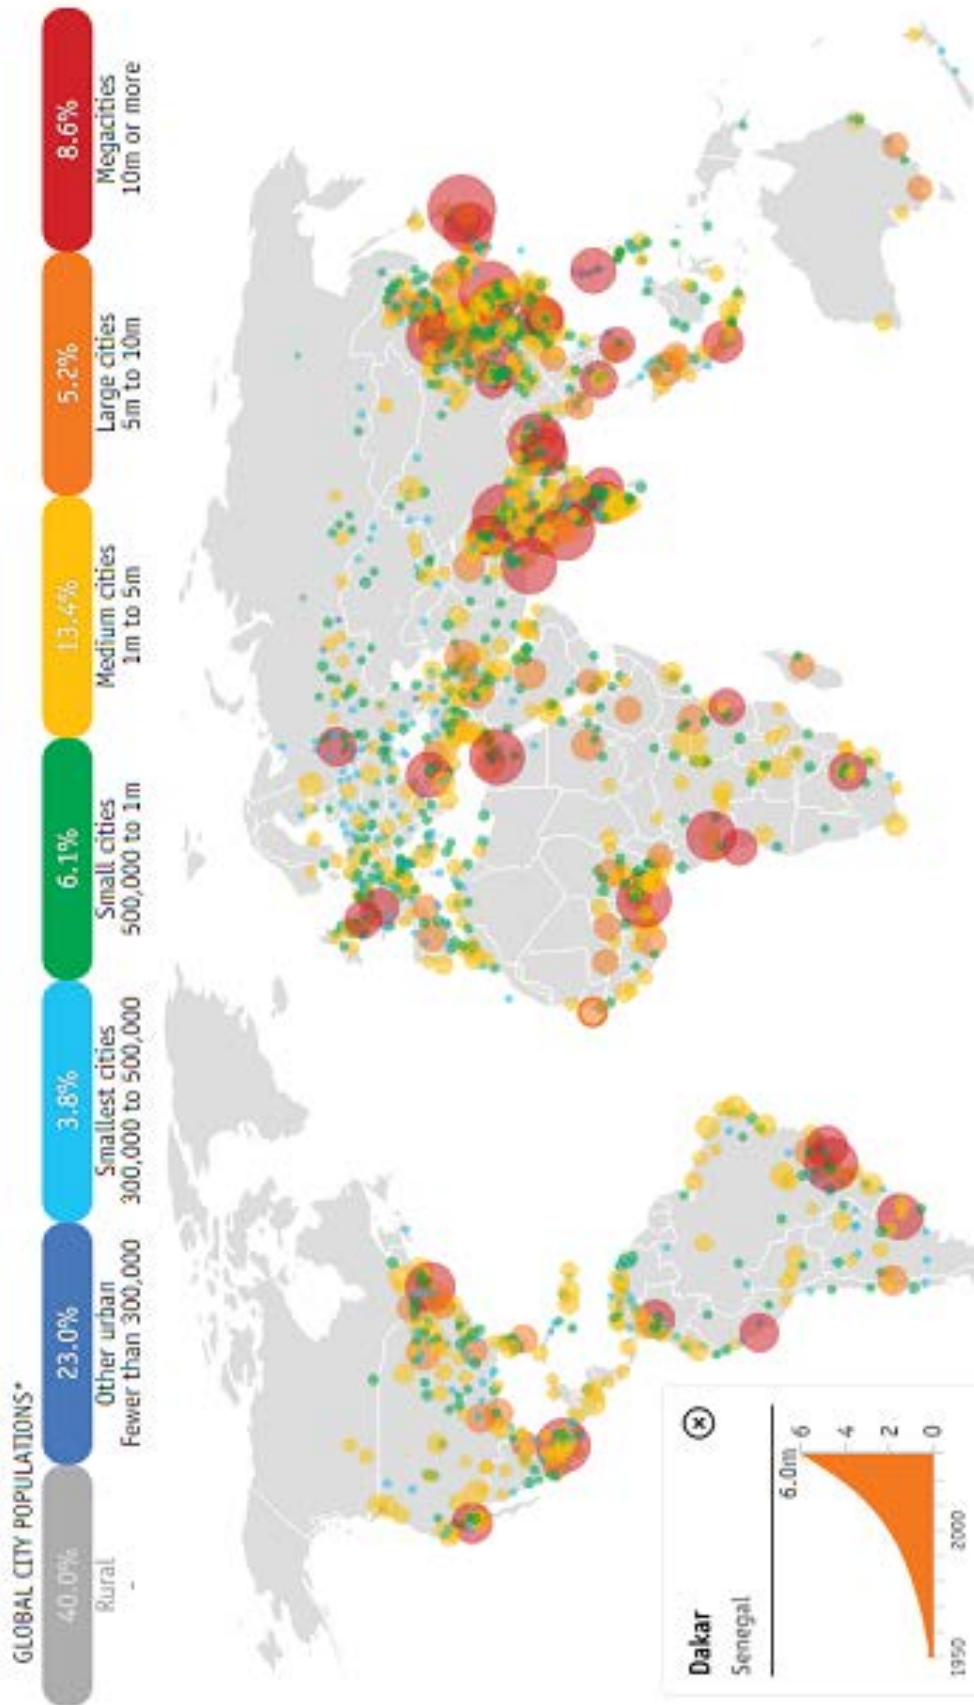 GLOBAL CITY POPULATIONS*
40.0% 23.0% 3.8% 6.1% 13.4% 5.2% 8.6%
Rural Other urban Smallest cities Small cities Medium cities Large cities Megacities
- Fewer than 300,000 300,000 to 500,000 500,000 to 1m 1m to 5m 5m to 10m 10m or more
Dakar
Senegal
6.0m
6
4
2
0
1950 2000